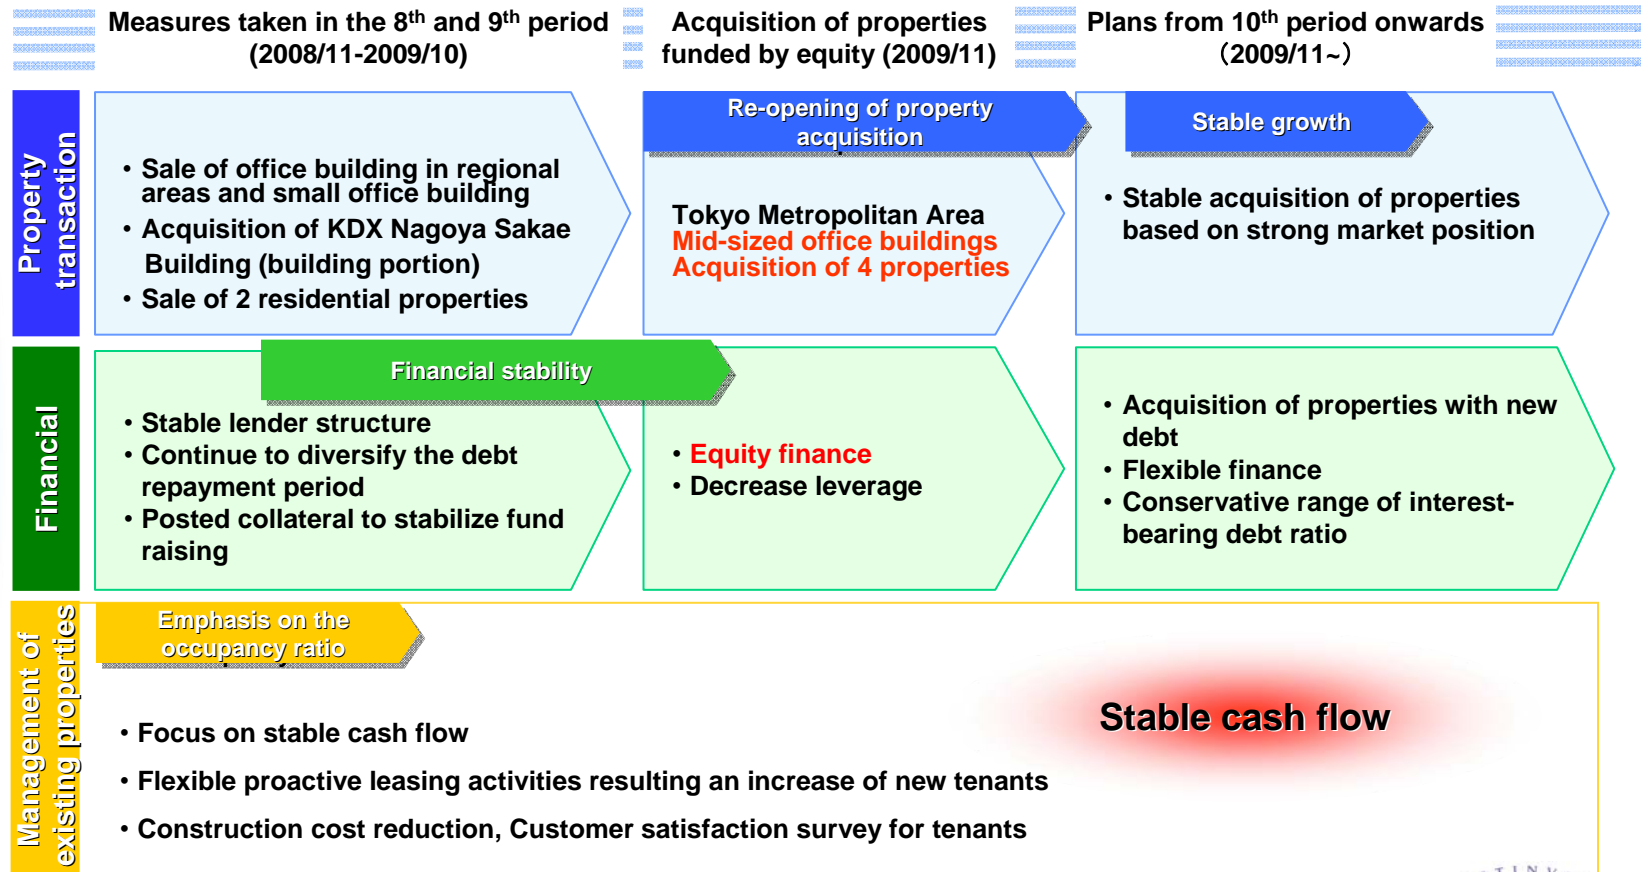 Measures taken in the 8th and 9th period
(2008/11-2009/10)
Acquisition of properties
funded by equity (2009/11)
Plans from 10th period onwards
（2009/11~）
Property
transaction
• Sale of office building in regional
areas and small office building
• Acquisition of KDX Nagoya Sakae
Building (building portion)
• Sale of 2 residential properties
Re-opening of property
acquisition
Tokyo Metropolitan Area
Mid-sized office buildings
Acquisition of 4 properties
Stable growth
• Stable acquisition of properties
based on strong market position
Financial
Financial stability
• Stable lender structure
• Continue to diversify the debt
repayment period
• Posted collateral to stabilize fund
raising
• Equity finance
• Decrease leverage
• Acquisition of properties with new
debt
• Flexible finance
• Conservative range of interest-
bearing debt ratio
Management of
existing properties
Emphasis on the
occupancy ratio
• Focus on stable cash flow
• Flexible proactive leasing activities resulting an increase of new tenants
• Construction cost reduction, Customer satisfaction survey for tenants
Stable cash flow